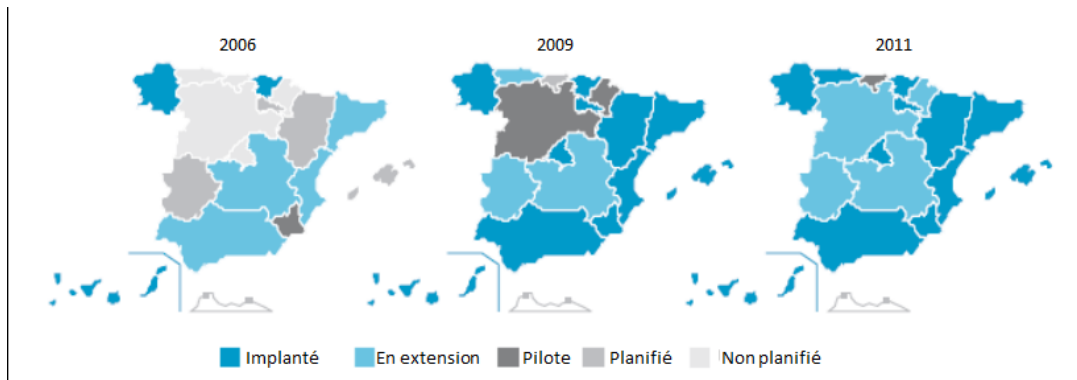 2006
2009
2011
Implanté
En extension
Pilote
Planifié
Non planifié